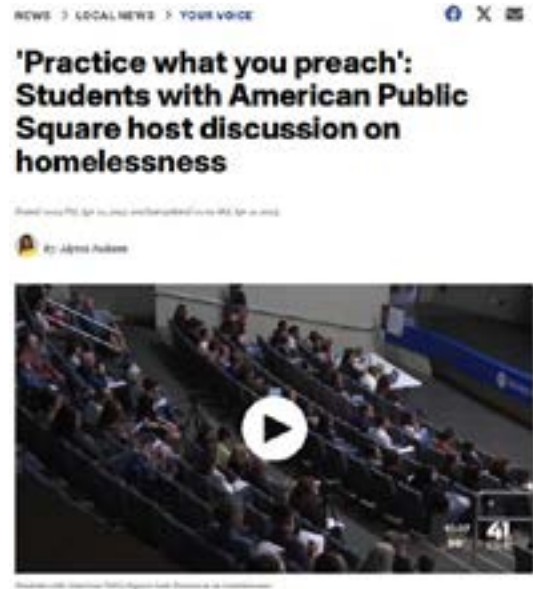 NEWS > LOCAL NEWS > YOUR VOICE
'Practice what you preach':
Students with American Public
Square host discussion on
homelessness
By:
41